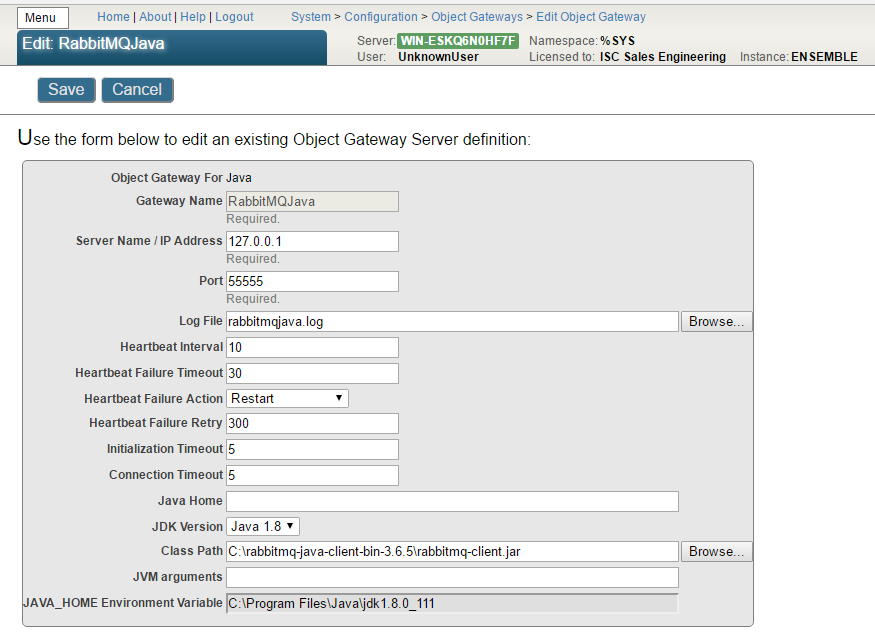 Menu
Home | About | Help | Logout
System > Configuration > Object Gateways > Edit Object Gateway
Edit: RabbitMQJava
Server: WIN-ESKQ6N0HF7F Namespace: %SYS
User: UnknownUser Licensed to: ISC Sales Engineering Instance: ENSEMBLE
Save Cancel
Use the form below to edit an existing Object Gateway Server definition:
Object Gateway For Java
Gateway Name RabbitMQJava
Required.
Server Name / IP Address 127.0.0.1
Required.
Port 55555
Required.
Log File rabbitmqjava.log Browse...
Heartbeat Interval 10
Heartbeat Failure Timeout 30
Heartbeat Failure Action Restart
Heartbeat Failure Retry 300
Initialization Timeout 5
Connection Timeout 5
Java Home
JDK Version Java 1.8
Class Path C:\rabbitmq-java-client-bin-3.6.5\rabbitmq-client.jar Browse...
JVM arguments
JAVA_HOME Environment Variable C:\Program Files\Java\jdk1.8.0_111